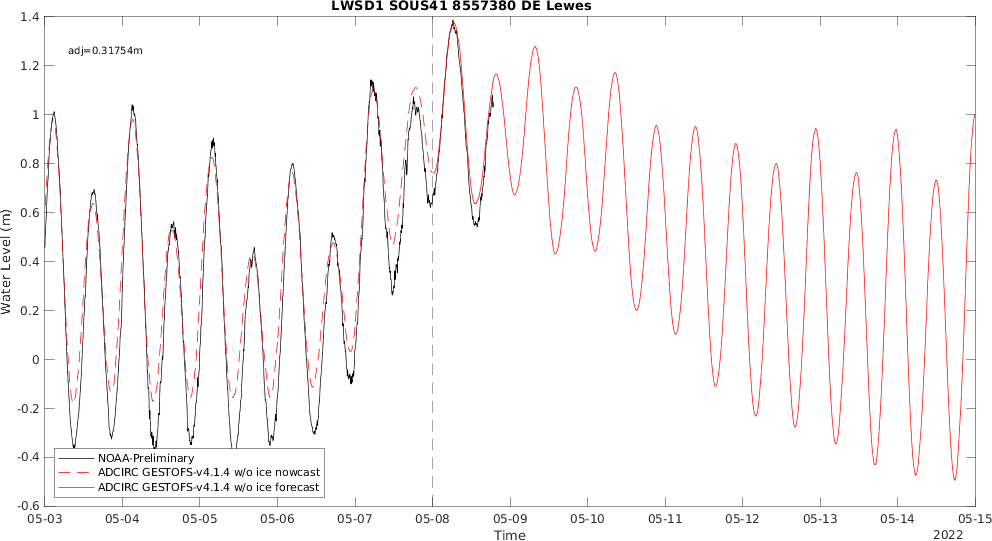 LWSD1 SOUS41 8557380 DE Lewes
adj=0.31754m
1.4
1.2
1
0.8
0.6
0.4
0.2
0
-0.2
-0.4
-0.6
Water Level (m)
NOAA-Preliminary
ADCIRC GESTOFS-v4.1.4 w/o ice nowcast
ADCIRC GESTOFS-v4.1.4 w/o ice forecast
05-03 05-04 05-05 05-06 05-07 05-08 05-09 05-10 05-11 05-12 05-13 05-14 05-15
Time
2022